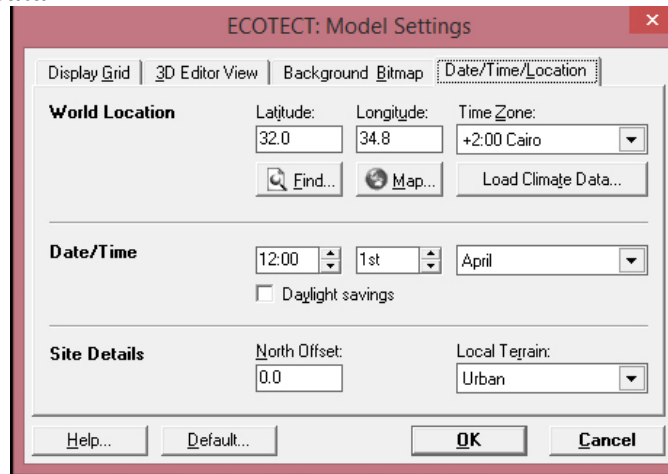 ECOTECT: Model Settings
Display Grid 3D Editor View Background Bitmap Date/Time/Location
World Location Latitude: Longitude: Time Zone:
32.0 34.8 +2:00 Cairo
Find... Map... Load Climate Data...
Date/Time 12:00 1st April
Daylight savings
Site Details North Offset: Local Terrain:
0.0 Urban
Help... Default... OK Cancel